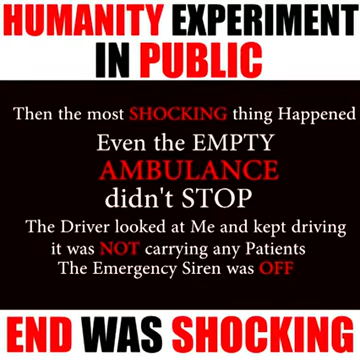 HUMANITY EXPERIMENT
IN PUBLIC
Then the most SHOCKING thing Happened
Even the EMPTY
AMBULANCE
didn't STOP
The Driver looked at Me and kept driving
it was NOT carrying any Patients
The Emergency Siren was OFF
END WAS SHOCKING